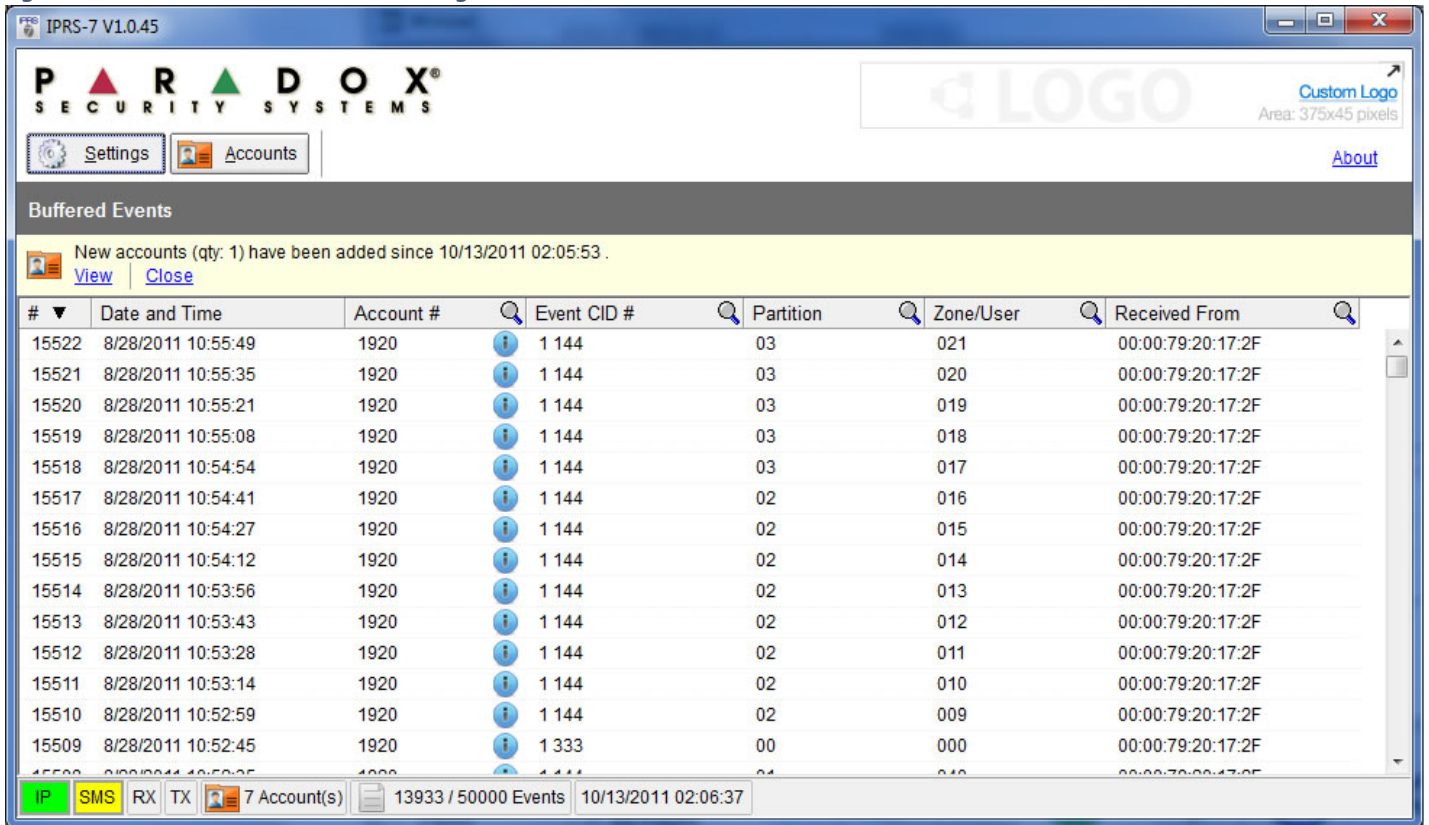 IPRS-7 V1.0.45
PARADOX®
SECURITY SYSTEMS
LOGO
Custom Logo
Area: 375x45 pixels
Settings Accounts
About
Buffered Events
New accounts (qty: 1) have been added since 10/13/2011 02:05:53 .
View Close
# ▼ Date and Time Account # Event CID # Partition Zone/User Received From
15522 8/28/2011 10:55:49 1920 1 144 03 021 00:00:79:20:17:2F
15521 8/28/2011 10:55:35 1920 1 144 03 020 00:00:79:20:17:2F
15520 8/28/2011 10:55:21 1920 1 144 03 019 00:00:79:20:17:2F
15519 8/28/2011 10:55:08 1920 1 144 03 018 00:00:79:20:17:2F
15518 8/28/2011 10:54:54 1920 1 144 03 017 00:00:79:20:17:2F
15517 8/28/2011 10:54:41 1920 1 144 02 016 00:00:79:20:17:2F
15516 8/28/2011 10:54:27 1920 1 144 02 015 00:00:79:20:17:2F
15515 8/28/2011 10:54:12 1920 1 144 02 014 00:00:79:20:17:2F
15514 8/28/2011 10:53:56 1920 1 144 02 013 00:00:79:20:17:2F
15513 8/28/2011 10:53:43 1920 1 144 02 012 00:00:79:20:17:2F
15512 8/28/2011 10:53:28 1920 1 144 02 011 00:00:79:20:17:2F
15511 8/28/2011 10:53:14 1920 1 144 02 010 00:00:79:20:17:2F
15510 8/28/2011 10:52:59 1920 1 144 02 009 00:00:79:20:17:2F
15509 8/28/2011 10:52:45 1920 1 333 00 000 00:00:79:20:17:2F
IP SMS RX TX 7 Account(s) 13933 / 50000 Events 10/13/2011 02:06:37